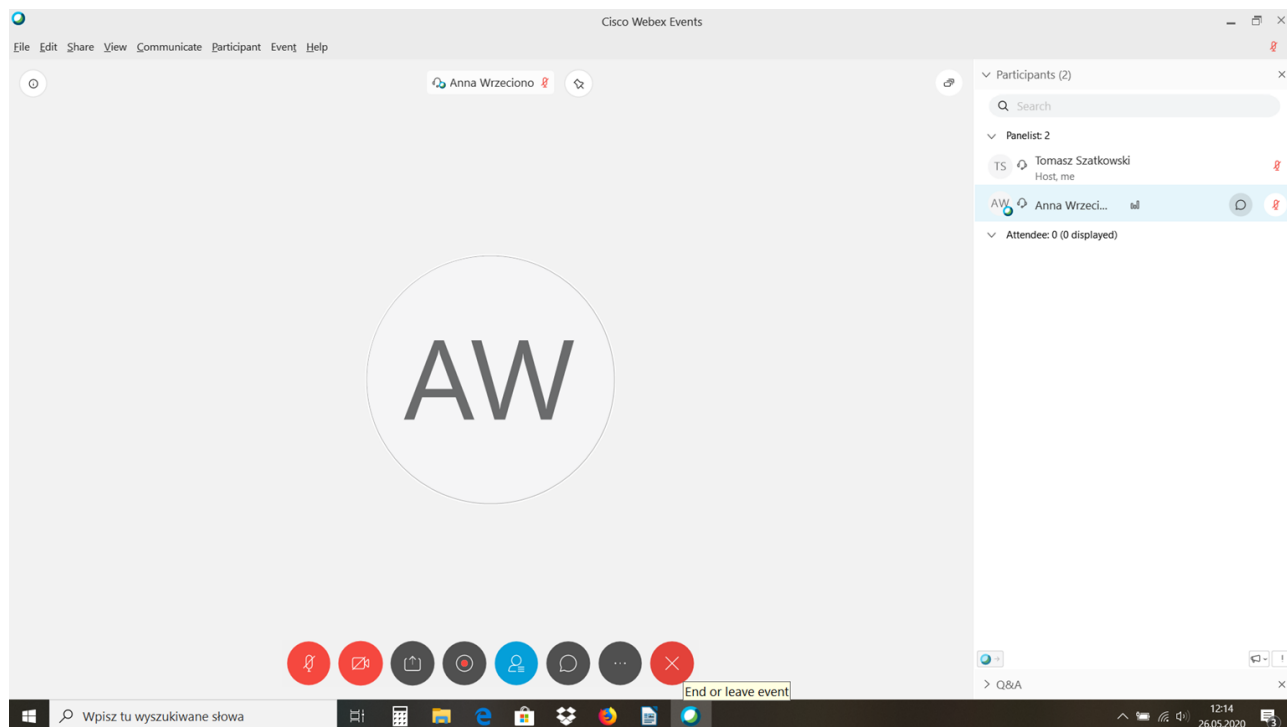 Cisco Webex Events
File Edit Share View Communicate Participant Event Help
Anna Wrzeciono
Participants (2)
Search
Panelist: 2
TS Tomasz Szatkowski
Host, me
AW Anna Wrzeci...
Attendee: 0 (0 displayed)
AW
End or leave event
Q&A
Wpisz tu wyszukiwane słowa
12:14
26.05.2020
3